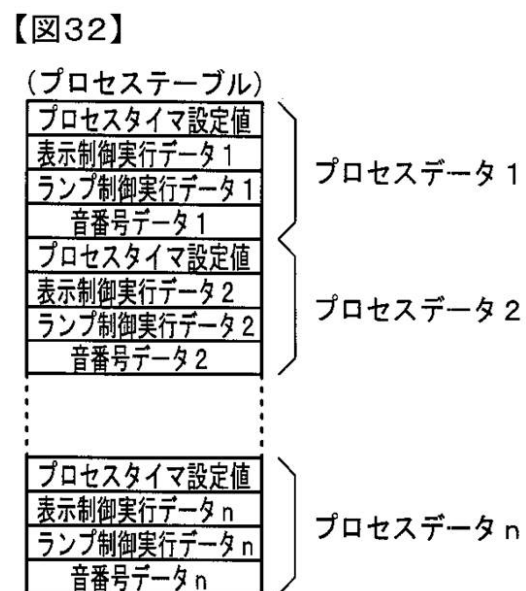 【図32】
(プロセステーブル)
プロセスタイマ設定値
表示制御実行データ1
ランプ制御実行データ1
音番号データ1
プロセスデータ1
プロセスタイマ設定値
表示制御実行データ2
ランプ制御実行データ2
音番号データ2
プロセスデータ2
プロセスタイマ設定値
表示制御実行データn
ランプ制御実行データn
音番号データn
プロセスデータn